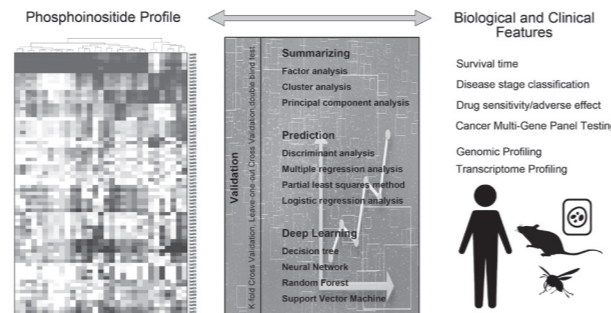 Phosphoinositide Profile
Biological and Clinical
Features
Validation
K-fold Cross Validation, Leave-one-out Cross Validation,double bind test
Summarizing
Factor analysis
Cluster analysis
Principal component analysis
Prediction
Discriminant analysis
Multiple regression analysis
Partial least squares method
Logistic regression analysis
Deep Learning
Decision tree
Neural Network
Random Forest
Support Vector Machine
Survival time
Disease stage classification
Drug sensitivity/adverse effect
Cancer Multi-Gene Panel Testing
Genomic Profiling
Transcriptome Profiling